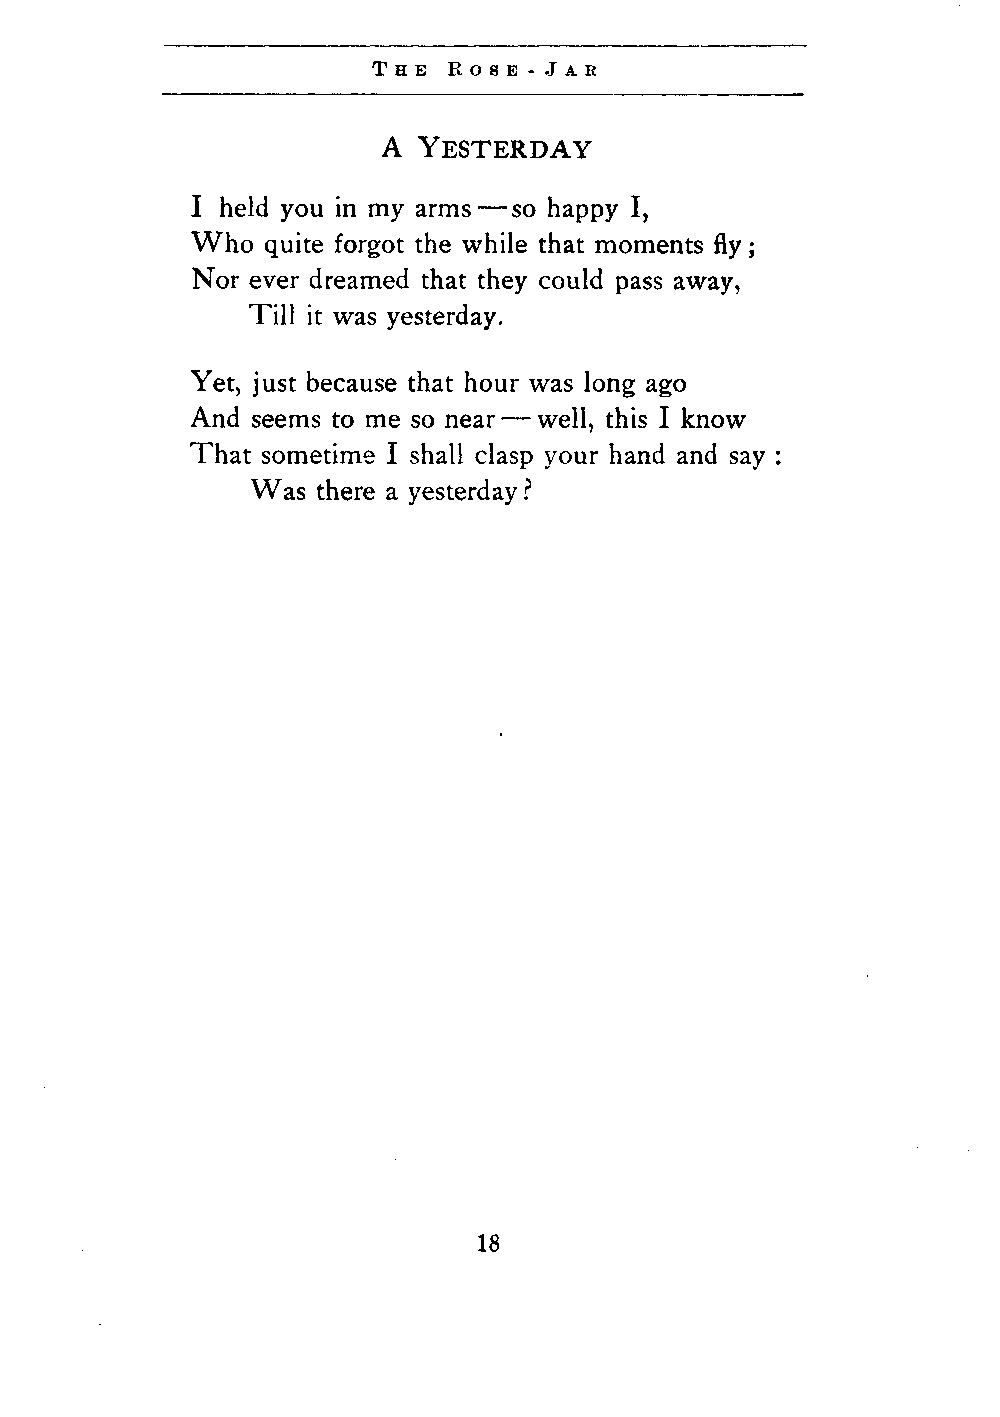 THE ROSE-JAR
A YESTERDAY
I held you in my arms — so happy I,
Who quite forgot the while that moments fly;
Nor ever dreamed that they could pass away,
Till it was yesterday.
Yet, just because that hour was long ago
And seems to me so near — well, this I know
That sometime I shall clasp your hand and say :
Was there a yesterday?
18